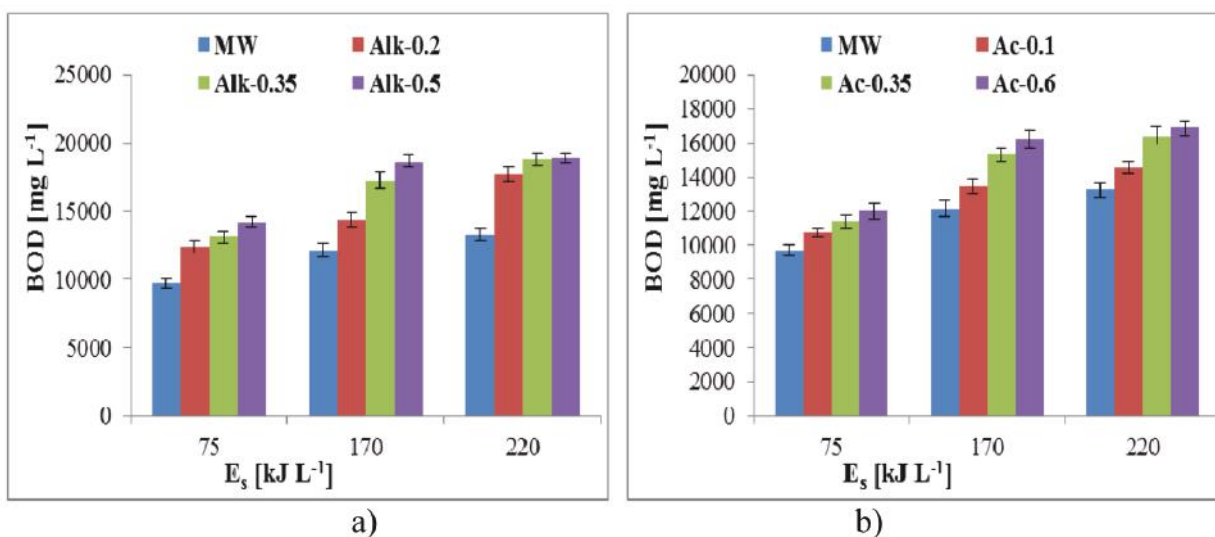 MW Alk-0.2
Alk-0.35 Alk-0.5
25000
20000
15000
10000
5000
0
BOD [mg L⁻¹]
75 170 220
Eₛ [kJ L⁻¹]
a)
MW Ac-0.1
Ac-0.35 Ac-0.6
20000
18000
16000
14000
12000
10000
8000
6000
4000
2000
0
BOD [mg L⁻¹]
75 170 220
Eₛ [kJ L⁻¹]
b)